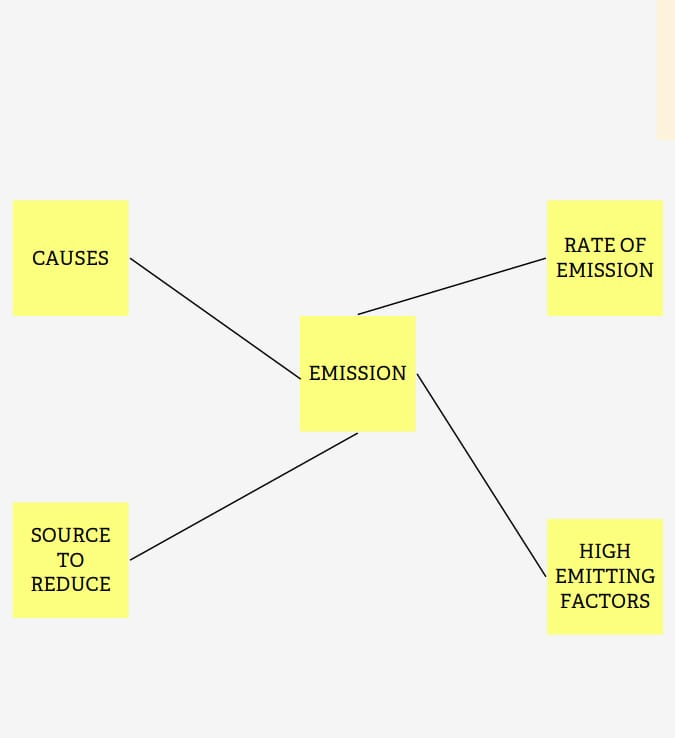 CAUSES
RATE OF
EMISSION
EMISSION
SOURCE
TO
REDUCE
HIGH
EMITTING
FACTORS